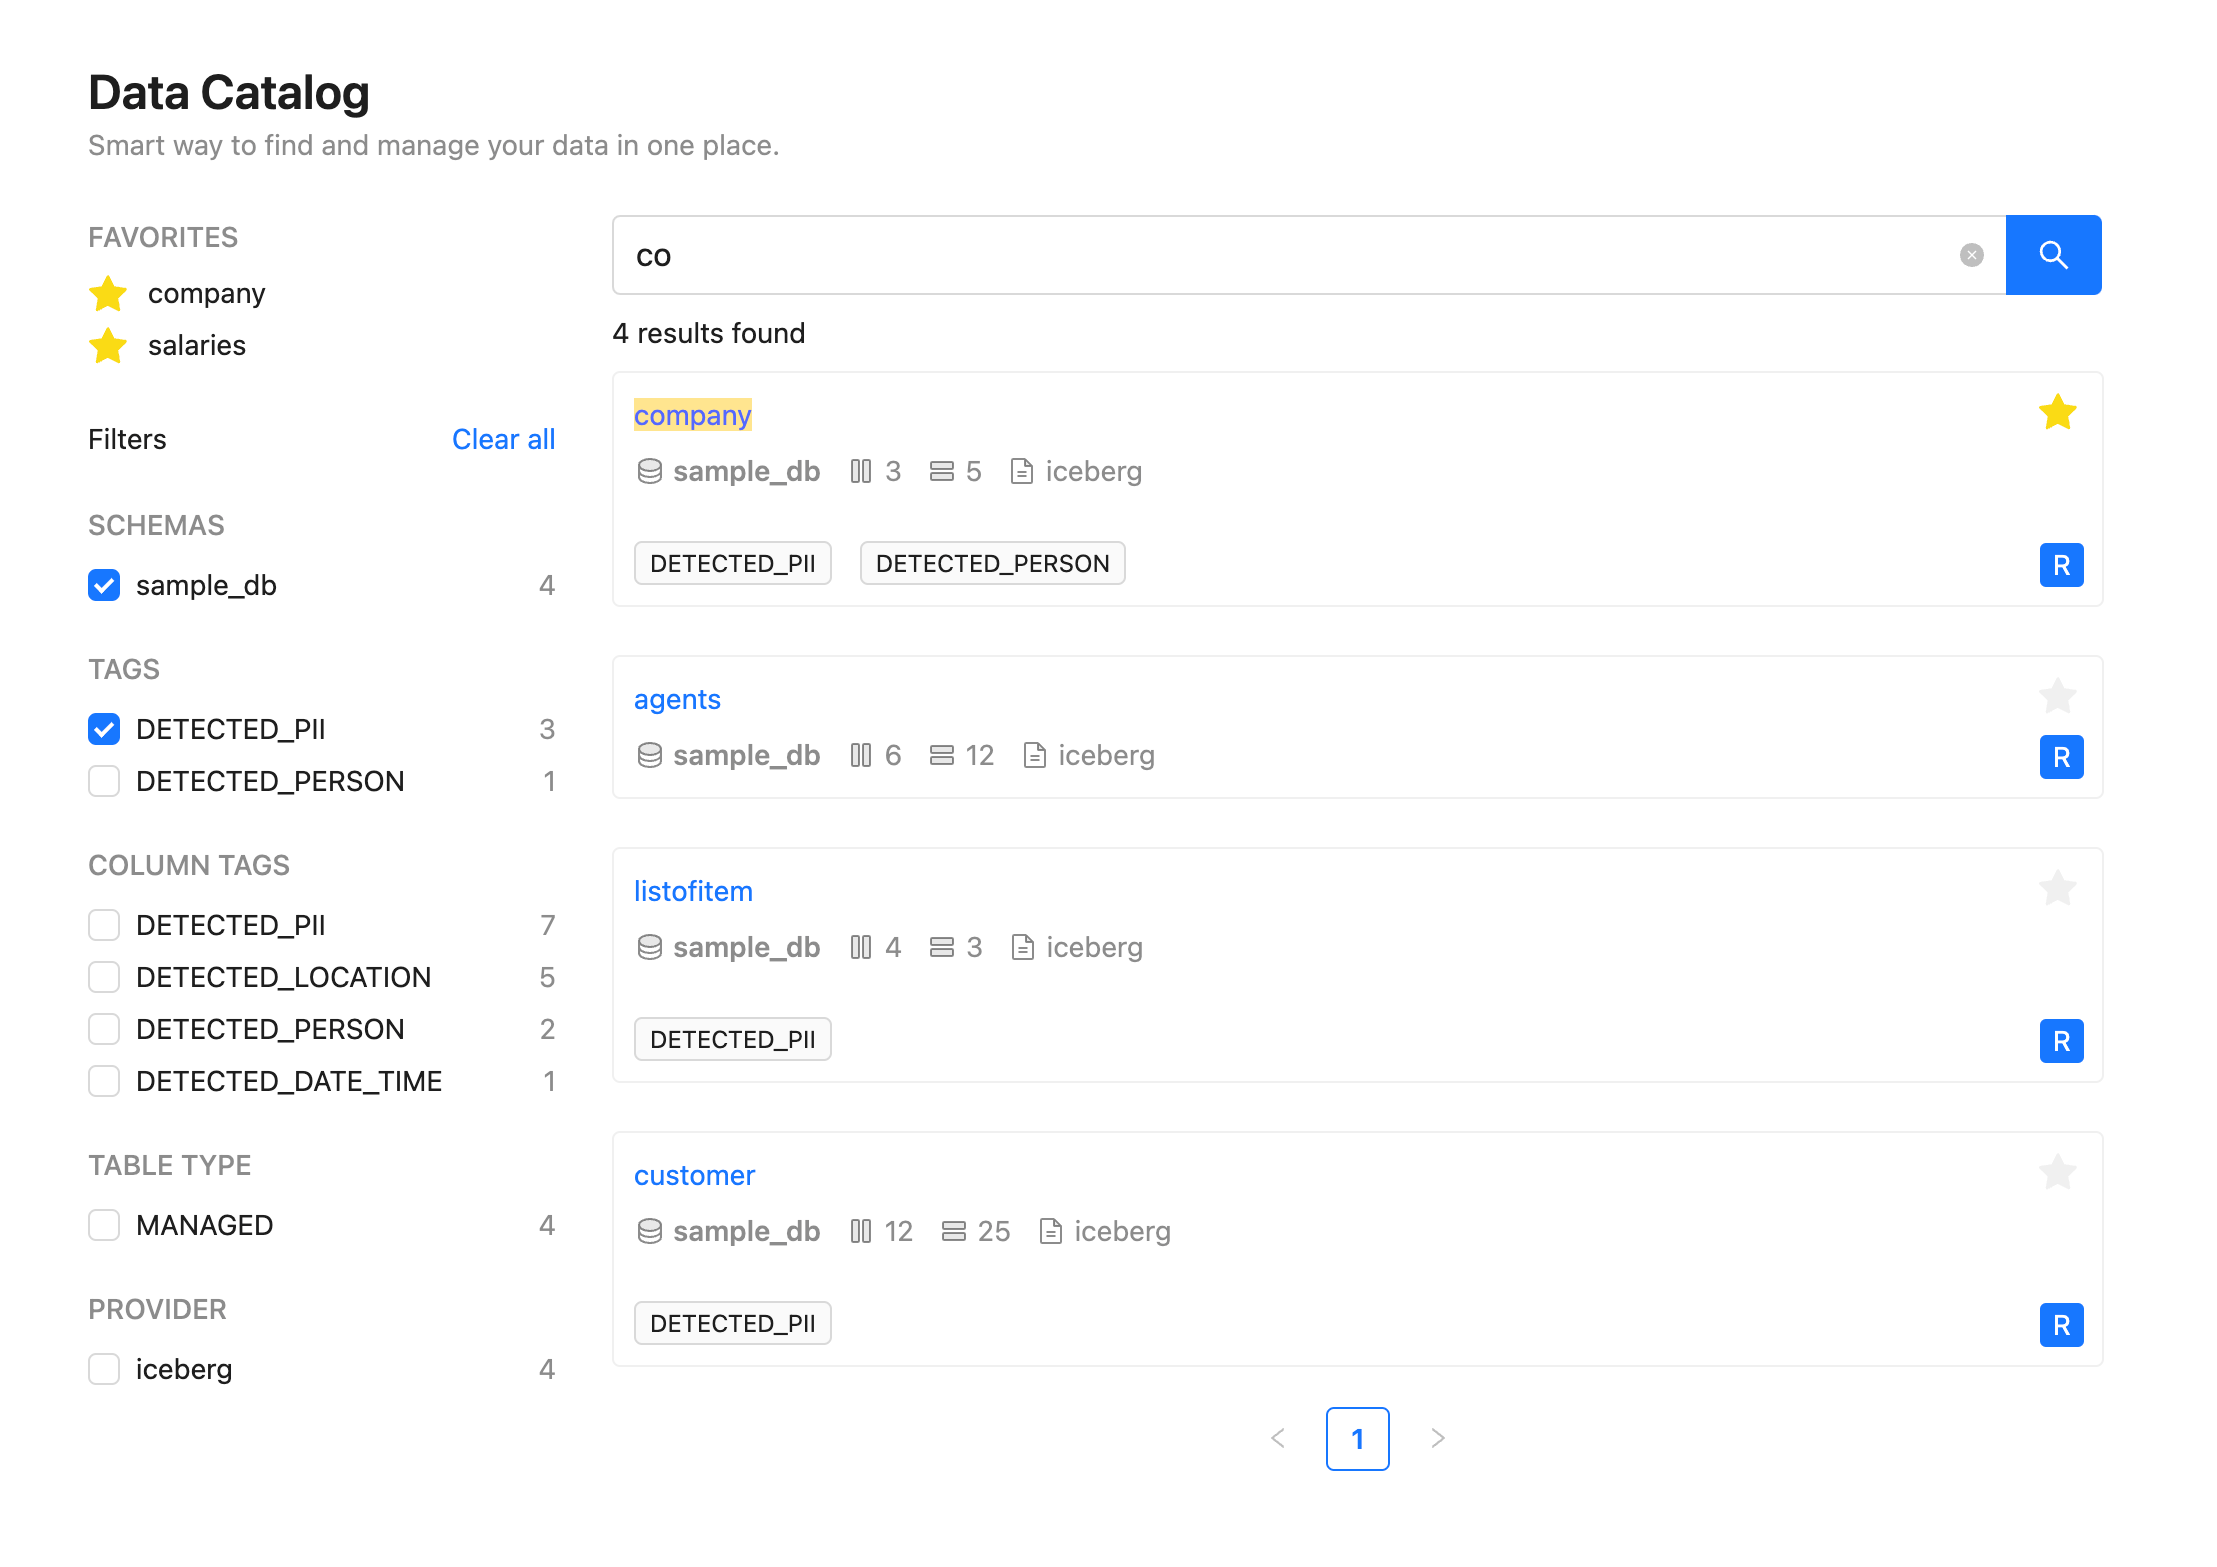 Data Catalog
Smart way to find and manage your data in one place.
FAVORITES
company
salaries
Filters Clear all
SCHEMAS
sample_db 4
TAGS
DETECTED_PII 3
DETECTED_PERSON 1
COLUMN TAGS
DETECTED_PII 7
DETECTED_LOCATION 5
DETECTED_PERSON 2
DETECTED_DATE_TIME 1
TABLE TYPE
MANAGED 4
PROVIDER
iceberg 4
co
4 results found
company
sample_db 3 5 iceberg
DETECTED_PII DETECTED_PERSON R
agents
sample_db 6 12 iceberg R
listofitem
sample_db 4 3 iceberg
DETECTED_PII R
customer
sample_db 12 25 iceberg
DETECTED_PII R
1